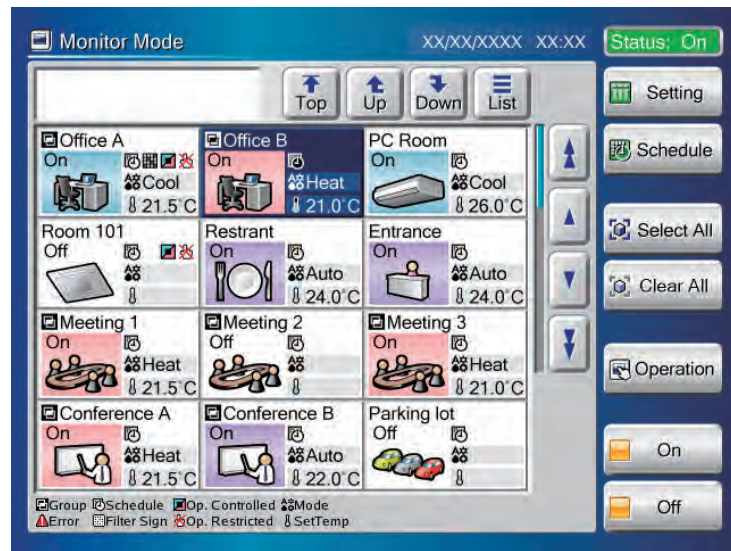 Monitor Mode XX/XX/XXXX XX:XX Status: On
Top Up Down List
Setting
Schedule
Select All
Clear All
Operation
On
Off
Office A Office B PC Room
On On On
Cool Heat Cool
21.5°C 21.0°C 26.0°C
Room 101 Restrant Entrance
Off On On
Auto Auto
24.0°C 24.0°C
Meeting 1 Meeting 2 Meeting 3
On Off On
Heat Heat
21.5°C 21.0°C
Conference A Conference B Parking lot
On On Off
Heat Auto
21.5°C 22.0°C
Group Schedule Op. Controlled Mode
Error Filter Sign Op. Restricted SetTemp